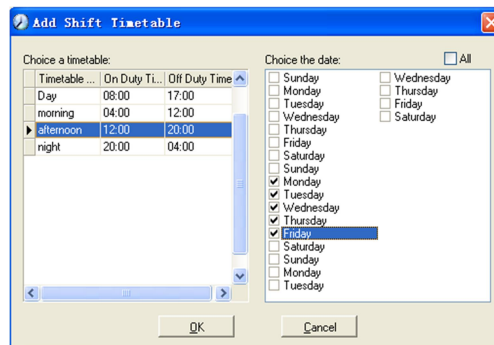 Add Shift Timetable
Choice a timetable:
Timetable ... On Duty Ti... Off Duty Time
Day 08:00 17:00
morning 04:00 12:00
afternoon 12:00 20:00
night 20:00 04:00
Choice the date:
All
Sunday
Monday
Tuesday
Wednesday
Thursday
Friday
Saturday
Sunday
Monday
Tuesday
Wednesday
Thursday
Friday
Saturday
Sunday
Monday
Tuesday
Wednesday
Thursday
Friday
Saturday
OK
Cancel